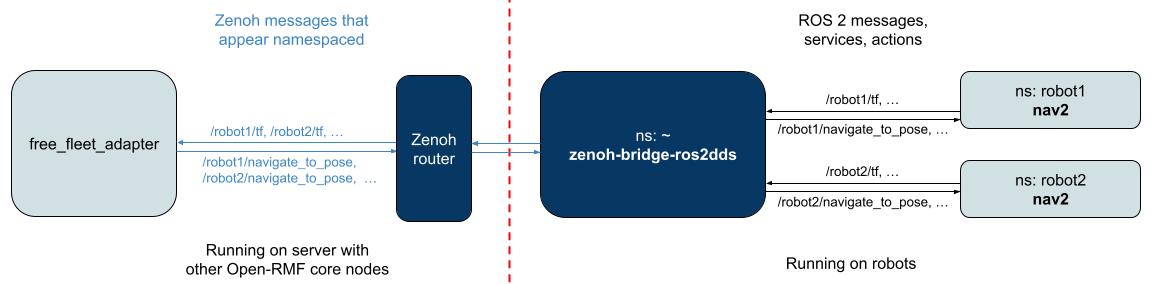 Zenoh messages that
appear namespaced
ROS 2 messages,
services, actions
free_fleet_adapter
/robot1/tf, /robot2/tf, …
/robot1/navigate_to_pose,
/robot2/navigate_to_pose, …
Zenoh
router
ns: ~
zenoh-bridge-ros2dds
/robot1/tf, …
/robot1/navigate_to_pose, …
ns: robot1
nav2
/robot2/tf, …
/robot2/navigate_to_pose, …
ns: robot2
nav2
Running on server with
other Open-RMF core nodes
Running on robots